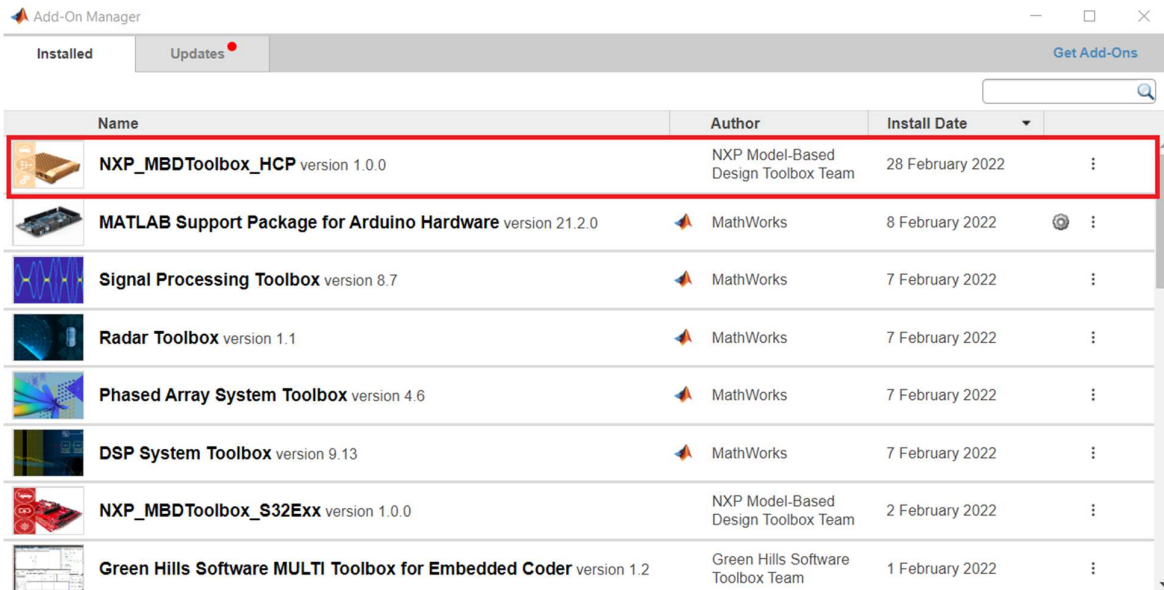 Add-On Manager
Installed
Updates
Get Add-Ons
Name
Author
Install Date
NXP_MBDToolbox_HCP version 1.0.0
NXP Model-Based
Design Toolbox Team
28 February 2022
MATLAB Support Package for Arduino Hardware version 21.2.0
MathWorks
8 February 2022
Signal Processing Toolbox version 8.7
MathWorks
7 February 2022
Radar Toolbox version 1.1
MathWorks
7 February 2022
Phased Array System Toolbox version 4.6
MathWorks
7 February 2022
DSP System Toolbox version 9.13
MathWorks
7 February 2022
NXP_MBDToolbox_S32Exx version 1.0.0
NXP Model-Based
Design Toolbox Team
2 February 2022
Green Hills Software MULTI Toolbox for Embedded Coder version 1.2
Green Hills Software
Toolbox Team
1 February 2022